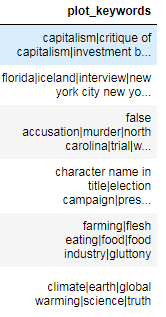 plot_keywords
capitalism|critique of
capitalism|investment b...
florida|iceland|interview|new
york city new yo...
false
accusation|murder|north
carolina|trial|w...
character name in
title|election
campaign|pres...
farming|flesh
eating|food|food
industry|gluttony
climate|earth|global
warming|science|truth